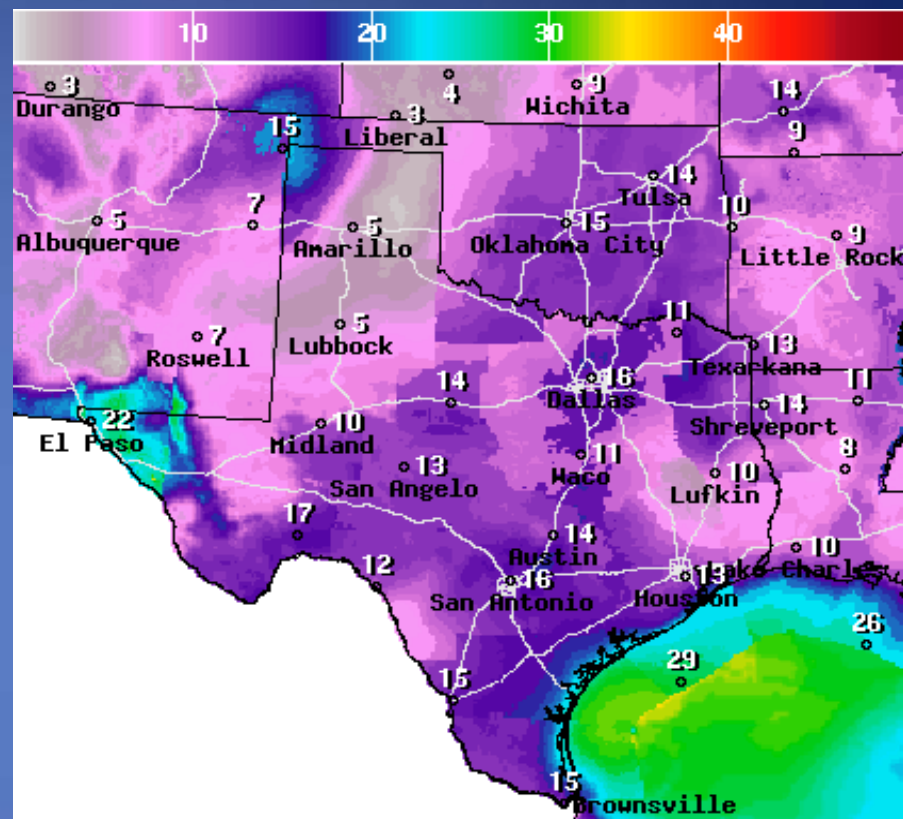 10 20 30 40
3
Durango
3
Liberal
4
9
Wichita
14
9
15
14
Tulsa
5
Albuquerque
7
5
Amarillo
15
Oklahoma City
10
9
Little Rock
7
Roswell
5
Lubbock
11
13
Texarkana
14
16
Dallas
14
Shreveport
11
22
El Paso
10
Midland
13
San Angelo
11
Waco
10
Lufkin
8
17
12
14
Austin
16
San Antonio
13
Houston
10
Lake Charles
15
29
26
15
Brownsville